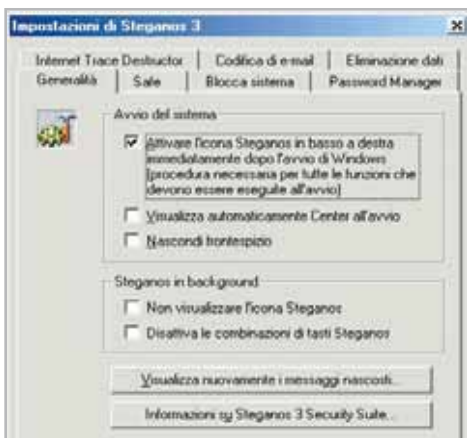 Impostazioni di Steganos 3
Internet Trace Destructor
Codifica di e-mail
Eliminazione dati
Generalità
Safe
Blocca sistema
Password Manager
Avvio del sistema
Attivare l'icona Steganos in basso a destra
immediatamente dopo l'avvio di Windows
[procedura necessaria per tutte le funzioni che
devono essere eseguite all'avvio]
Visualizza automaticamente Center all'avvio
Nascondi frontespizio
Steganos in background
Non visualizzare l'icona Steganos
Disattiva le combinazioni di tasti Steganos
Visualizza nuovamente i messaggi nascosti...
Informazioni su Steganos 3 Security Suite...